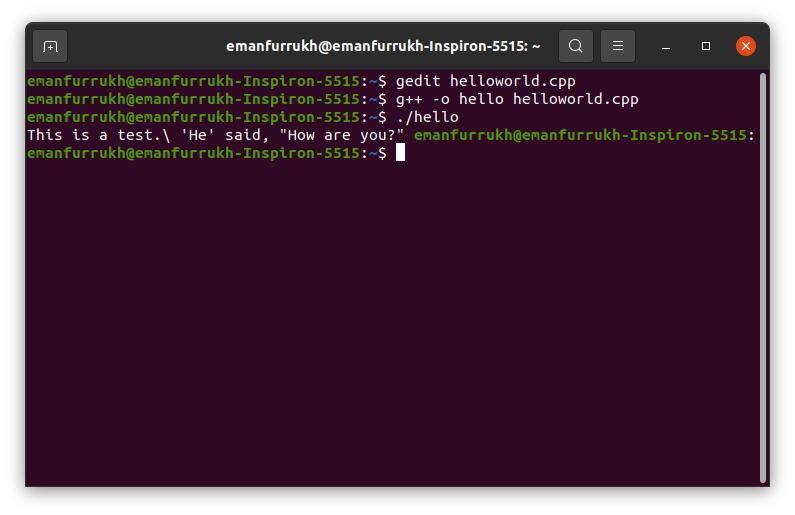 emanfurrukh@emanfurrukh-Inspiron-5515: ~
emanfurrukh@emanfurrukh-Inspiron-5515:~$ gedit helloworld.cpp
emanfurrukh@emanfurrukh-Inspiron-5515:~$ g++ -o hello helloworld.cpp
emanfurrukh@emanfurrukh-Inspiron-5515:~$ ./hello
This is a test.\ 'He' said, "How are you?" emanfurrukh@emanfurrukh-Inspiron-5515:
emanfurrukh@emanfurrukh-Inspiron-5515:~$